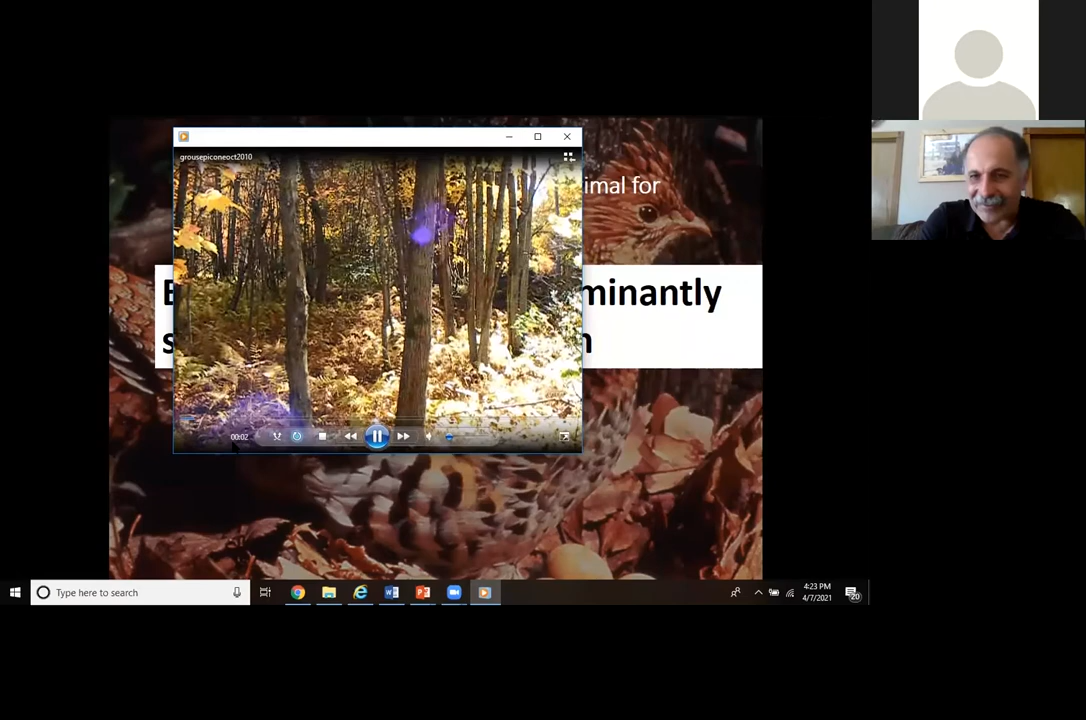 grousepiconeoct2010
imal for
minantly
00:02
Type here to search
4:23 PM
4/7/2021
20